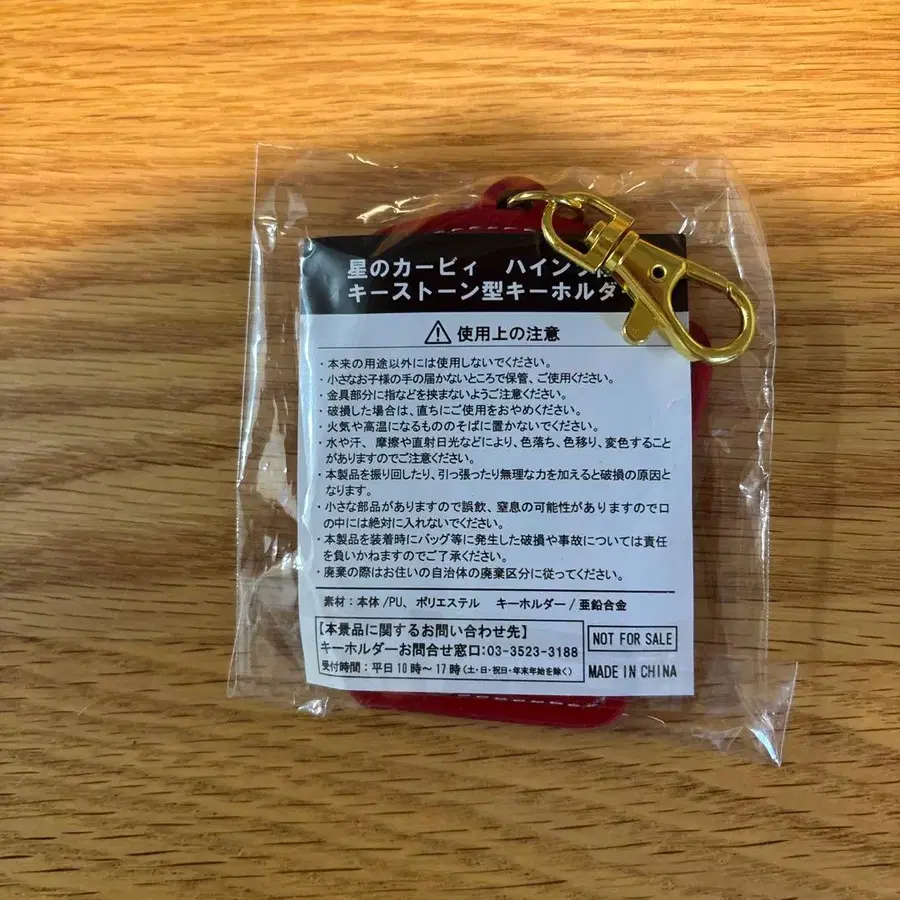 星のカービィ ハインツ
キーストーン型キーホルダ
使用上の注意
・本来の用途以外には使用しないでください。
・小さなお子様の手の届かないところで保管、ご使用ください。
・金具部分に指などを挟まないようご注意ください。
・破損した場合は、直ちにご使用をおやめください。
・火気や高温になるもののそばに置かないでください。
・水や汗、摩擦や直射日光などにより、色落ち、色移り、変色すること
がありますのでご注意ください。
・本製品を振り回したり、引っ張ったり無理な力を加えると破損の原因と
なります。
・小さな部品がありますので誤飲、窒息の可能性がありますので口
の中には絶対に入れないでください。
・本製品を装着時にバッグ等に発生した破損や事故については責任
を負いかねますのでご了承ください。
・廃棄の際はお住いの自治体の廃棄区分に従ってください。
素材:本体/PU、ポリエステル キーホルダー/亜鉛合金
【本景品に関するお問い合わせ先】
キーホルダーお問合せ窓口:03-3523-3188
受付時間:平日10時～17時(土・日・祝日・年末年始を除く)
NOT FOR SALE
MADE IN CHINA